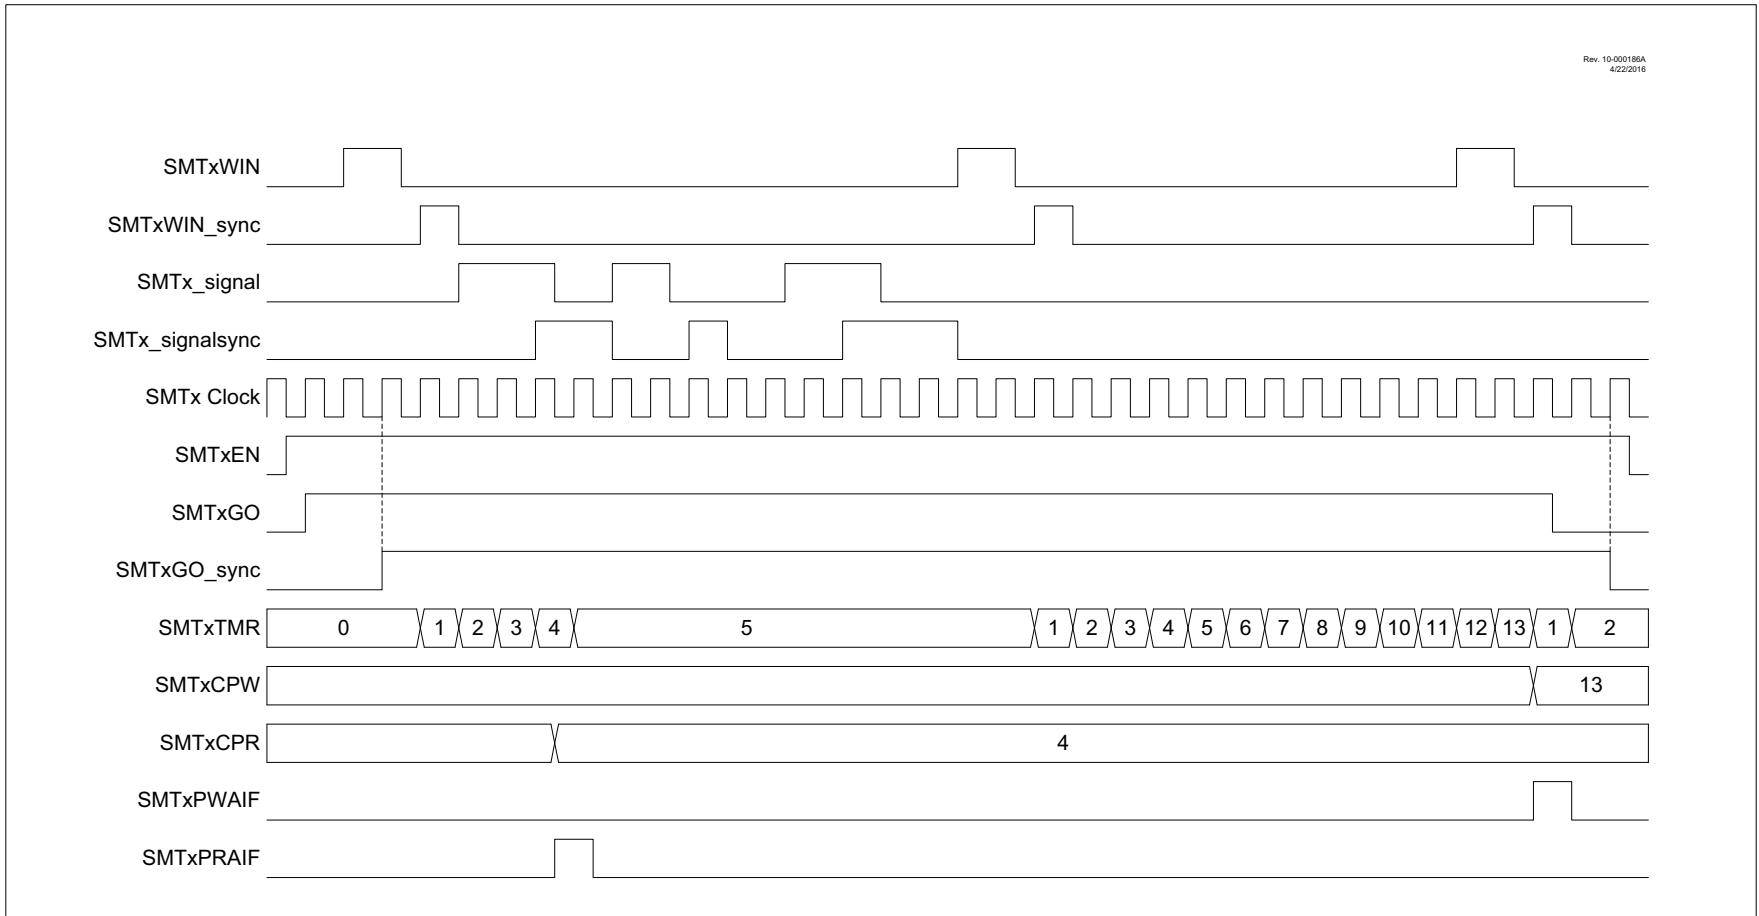 Rev. 10-000186A
4/22/2016
SMTxWIN
SMTxWIN_sync
SMTx_signal
SMTx_signalsync
SMTx Clock
SMTxEN
SMTxGO
SMTxGO_sync
SMTxTMR 0 1 2 3 4 5 1 2 3 4 5 6 7 8 9 10 11 12 13 1 2
SMTxCPW 13
SMTxCPR 4
SMTxPWAIF
SMTxPRAIF